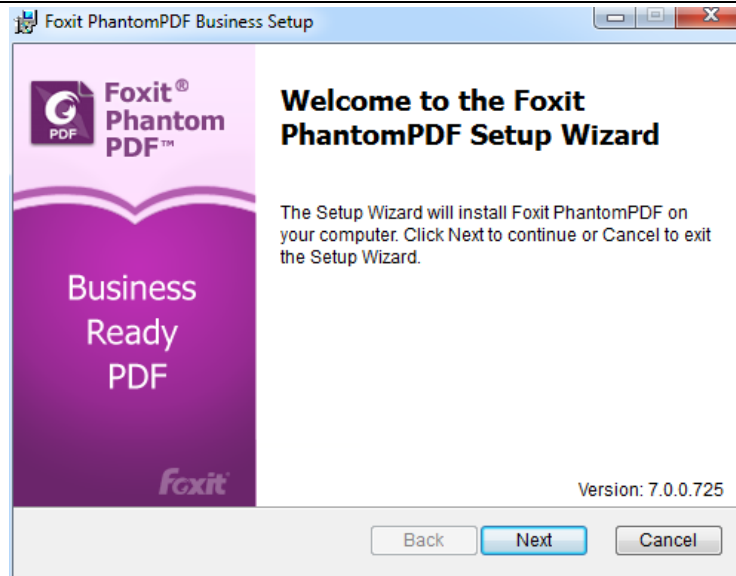 Foxit PhantomPDF Business Setup
Foxit®
Phantom
PDF™
PDF
Business
Ready
PDF
foxit
Welcome to the Foxit
PhantomPDF Setup Wizard
The Setup Wizard will install Foxit PhantomPDF on
your computer. Click Next to continue or Cancel to exit
the Setup Wizard.
Version: 7.0.0.725
Back
Next
Cancel